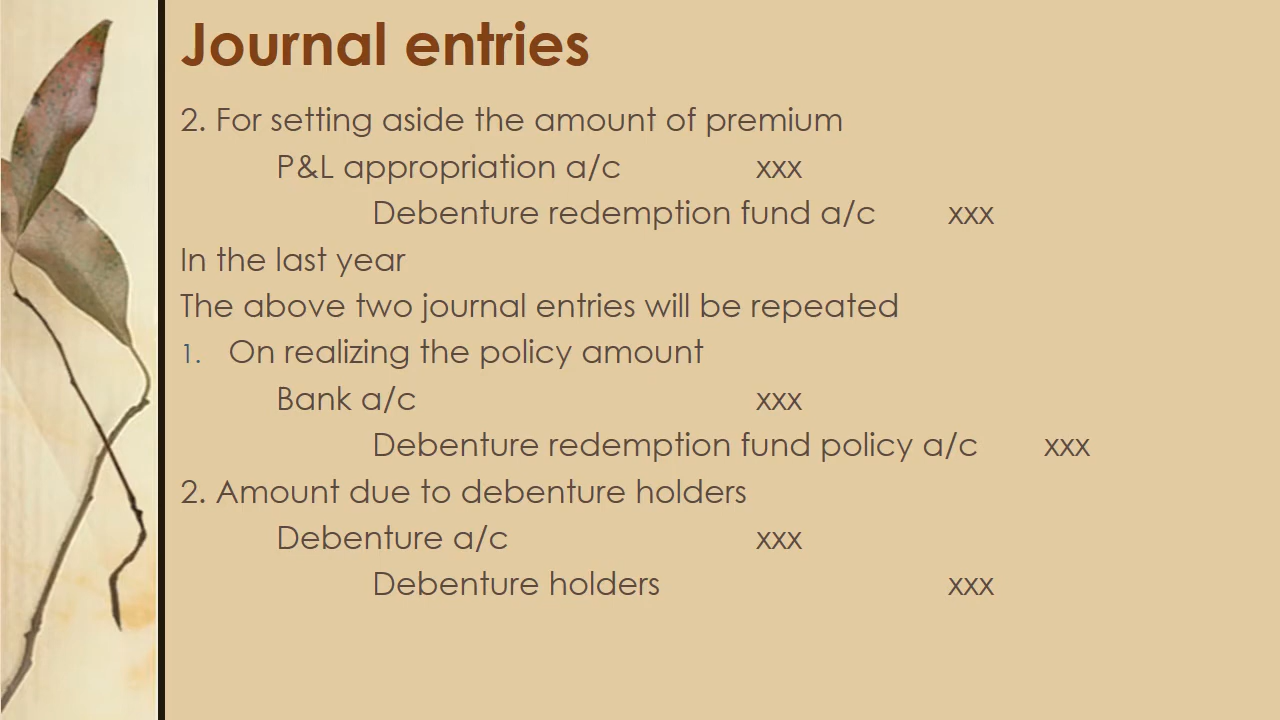 Journal entries
2. For setting aside the amount of premium
P&L appropriation a/c xxx
Debenture redemption fund a/c xxx
In the last year
The above two journal entries will be repeated
1. On realizing the policy amount
Bank a/c xxx
Debenture redemption fund policy a/c xxx
2. Amount due to debenture holders
Debenture a/c xxx
Debenture holders xxx